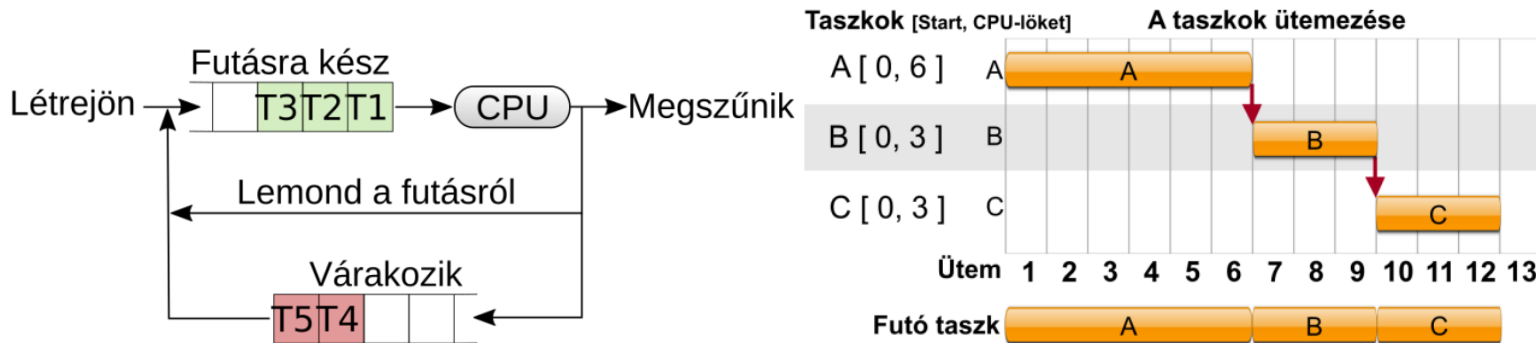 Futásra kész
Létrejön
T3 T2 T1
CPU
Megszűnik
Lemond a futásról
Várakozik
T5 T4
Taszkok [Start, CPU-löket]
A taszkok ütemezése
A [ 0, 6 ]
A
A
B [ 0, 3 ]
B
B
C [ 0, 3 ]
C
C
Ütem 1 2 3 4 5 6 7 8 9 10 11 12 13
Futó taszk A B C